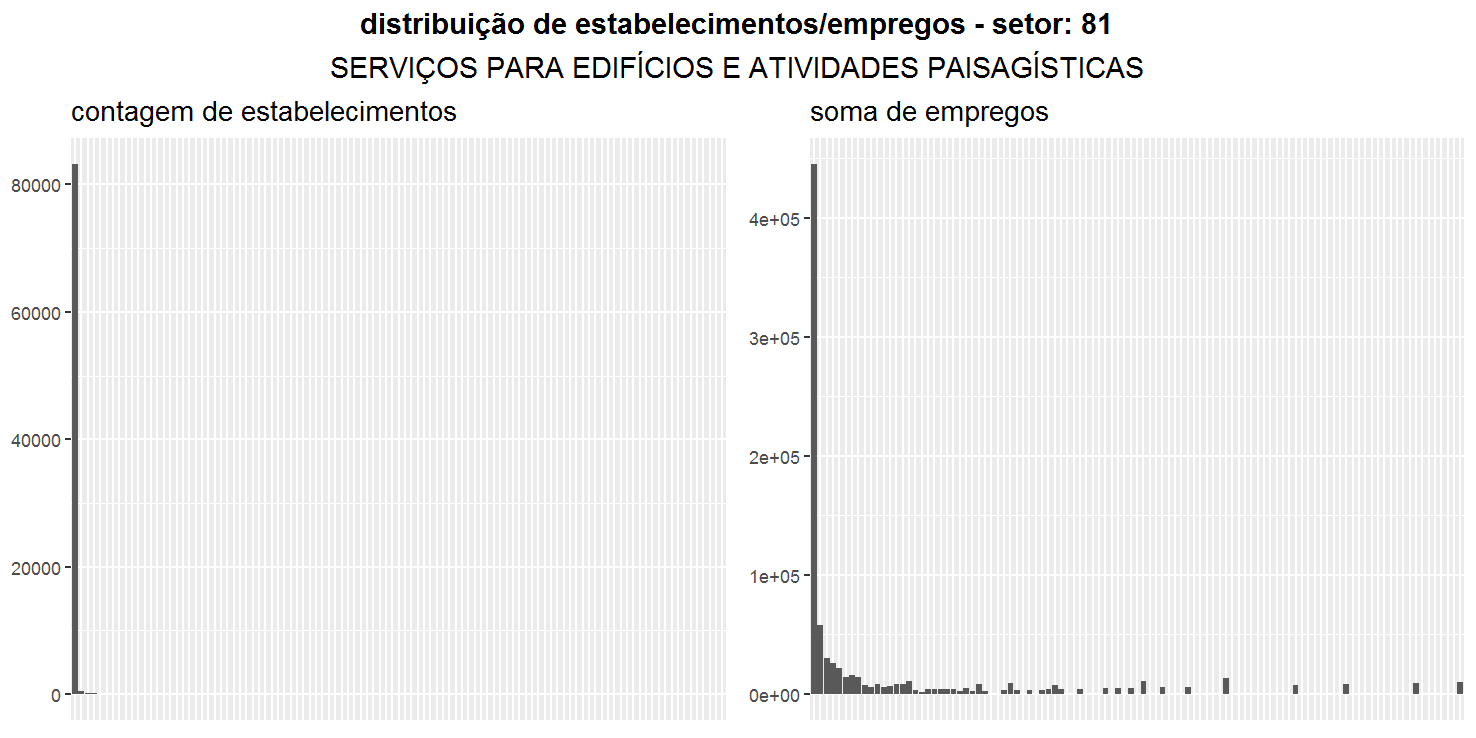 distribuição de estabelecimentos/empregos - setor: 81
SERVIÇOS PARA EDIFÍCIOS E ATIVIDADES PAISAGÍSTICAS
contagem de estabelecimentos
80000
60000
40000
20000
0
soma de empregos
4e+05
3e+05
2e+05
1e+05
0e+00